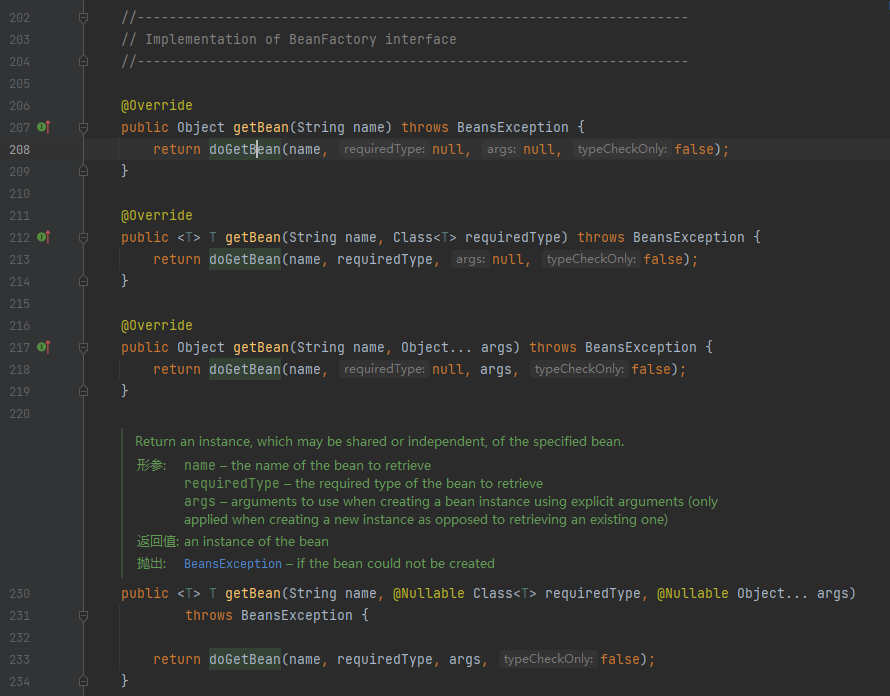 202 //---------------------------------------------------------------------
203 // Implementation of BeanFactory interface
204 //---------------------------------------------------------------------
205
206 @Override
207 public Object getBean(String name) throws BeansException {
208 return doGetBean(name, requiredType: null, args: null, typeCheckOnly: false);
209 }
210
211 @Override
212 public <T> T getBean(String name, Class<T> requiredType) throws BeansException {
213 return doGetBean(name, requiredType, args: null, typeCheckOnly: false);
214 }
215
216 @Override
217 public Object getBean(String name, Object... args) throws BeansException {
218 return doGetBean(name, requiredType: null, args, typeCheckOnly: false);
219 }
220
Return an instance, which may be shared or independent, of the specified bean.
形参: name – the name of the bean to retrieve
requiredType – the required type of the bean to retrieve
args – arguments to use when creating a bean instance using explicit arguments (only
applied when creating a new instance as opposed to retrieving an existing one)
返回值: an instance of the bean
抛出: BeansException – if the bean could not be created
230 public <T> T getBean(String name, @Nullable Class<T> requiredType, @Nullable Object... args)
231 throws BeansException {
232
233 return doGetBean(name, requiredType, args, typeCheckOnly: false);
234 }